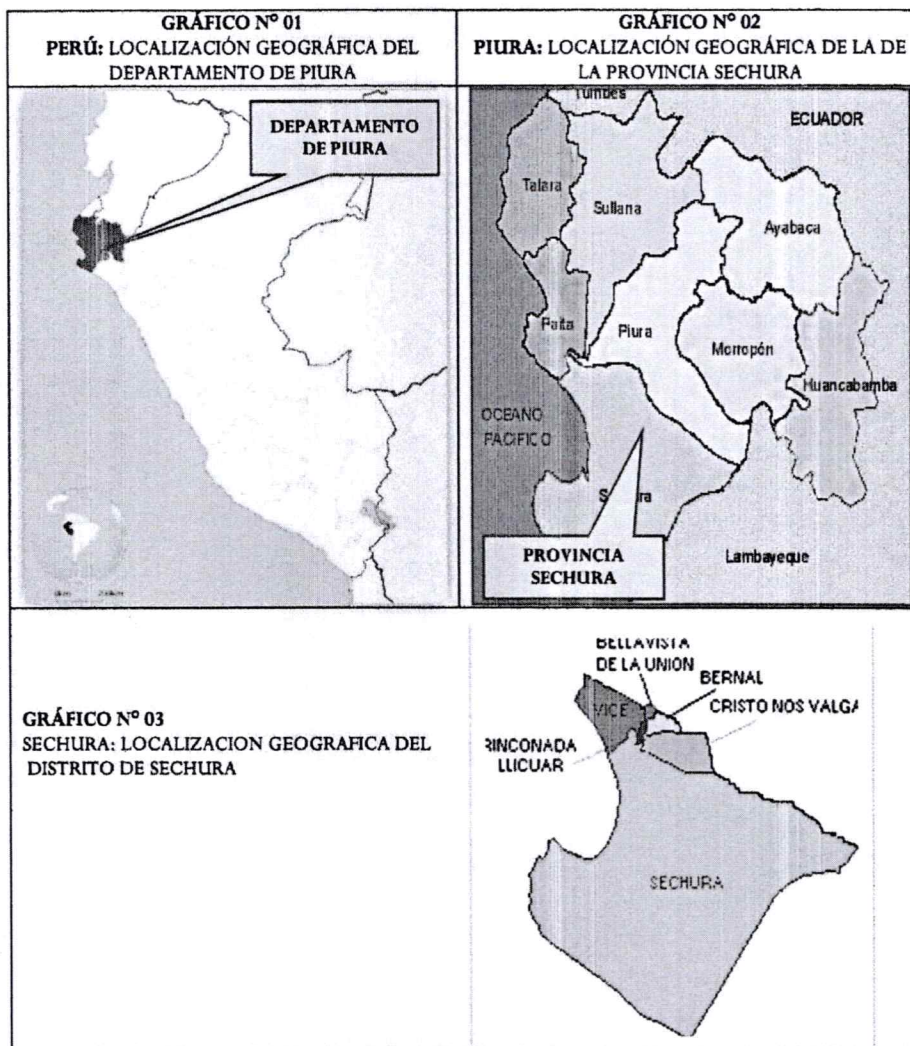 GRÁFICO N° 01
PERÚ: LOCALIZACIÓN GEOGRÁFICA DEL
DEPARTAMENTO DE PIURA
GRÁFICO N° 02
PIURA: LOCALIZACIÓN GEOGRÁFICA DE LA DE
LA PROVINCIA SECHURA
DEPARTAMENTO
DE PIURA
Tumbes
ECUADOR
Talara
Sullana
Ayabaca
Paita
Piura
Morropón
Huancabamba
OCEANO
PACIFICO
PROVINCIA
SECHURA
Lambayeque
GRÁFICO N° 03
SECHURA: LOCALIZACION GEOGRAFICA DEL
DISTRITO DE SECHURA
BELLAVISTA
DE LA UNION
BERNAL
VICE
CRISTO NOS VALGA
RINCONADA
LLICUAR
SECHURA